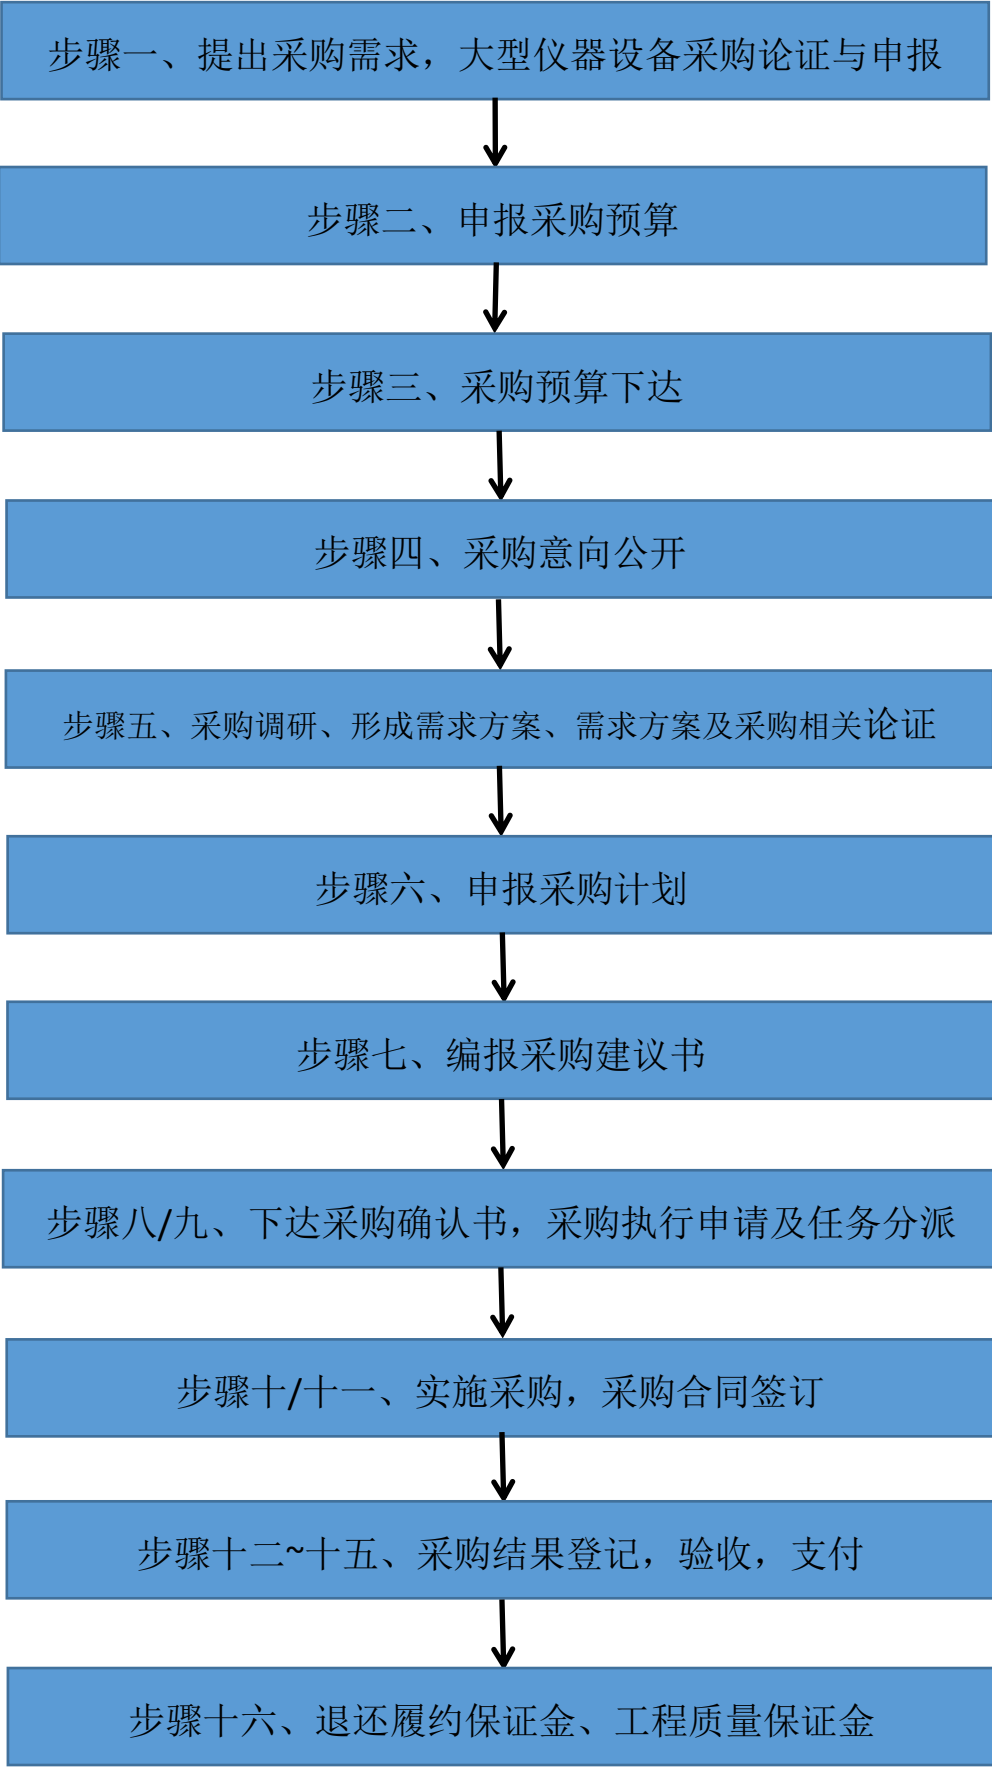 步骤一、提出采购需求，大型仪器设备采购论证与申报
步骤二、申报采购预算
步骤三、采购预算下达
步骤四、采购意向公开
步骤五、采购调研、形成需求方案、需求方案及采购相关论证
步骤六、申报采购计划
步骤七、编报采购建议书
步骤八/九、下达采购确认书，采购执行申请及任务分派
步骤十/十一、实施采购，采购合同签订
步骤十二~十五、采购结果登记，验收，支付
步骤十六、退还履约保证金、工程质量保证金